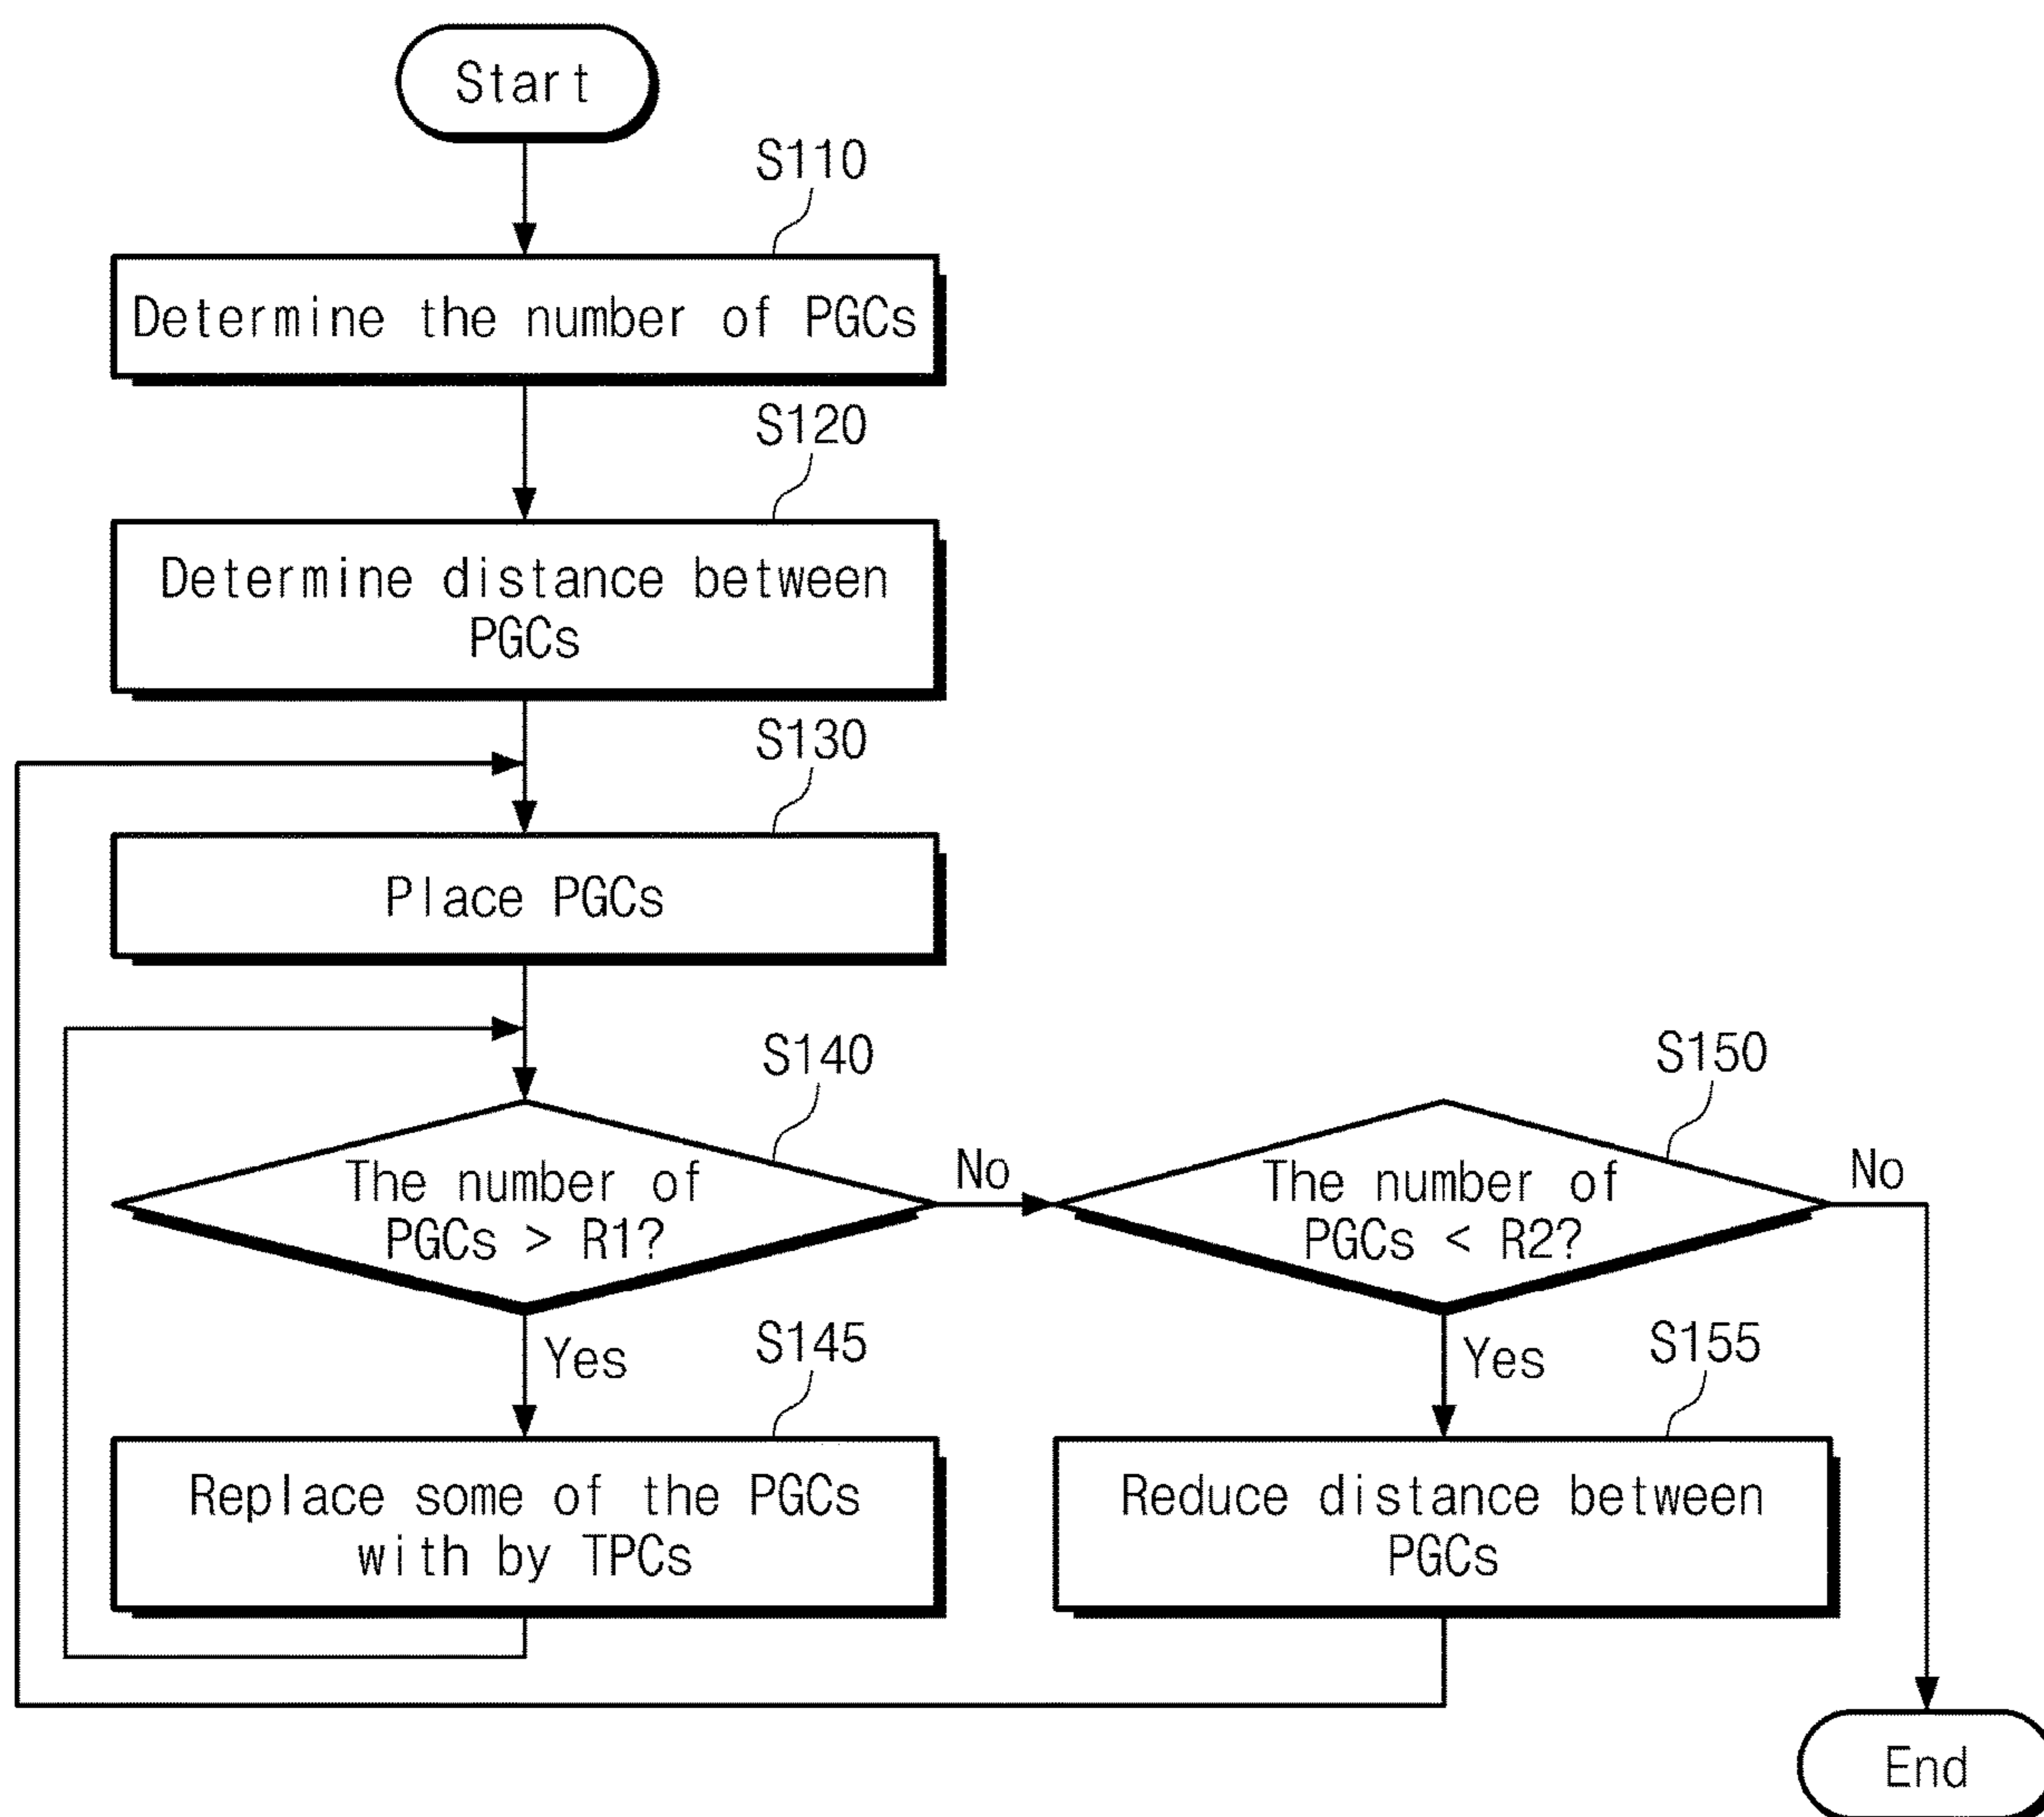 Start
S110
Determine the number of PGCs
S120
Determine distance between
PGCs
S130
Place PGCs
S140
The number of
PGCs > R1?
No
S150
The number of
PGCs < R2?
No
Yes
S145
Replace some of the PGCs
with by TPCs
Yes
S155
Reduce distance between
PGCs
End